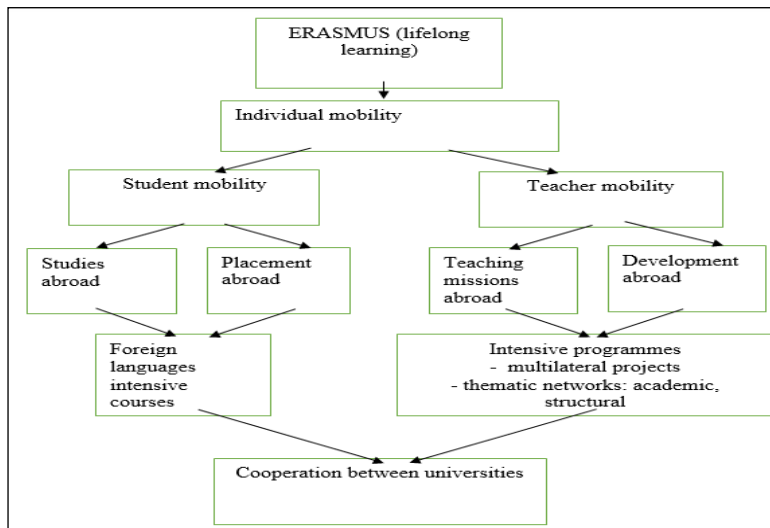 ERASMUS (lifelong
learning)
Individual mobility
Student mobility
Teacher mobility
Studies
abroad
Placement
abroad
Teaching
missions
abroad
Development
abroad
Foreign
languages
intensive
courses
Intensive programmes
- multilateral projects
- thematic networks: academic,
structural
Cooperation between universities